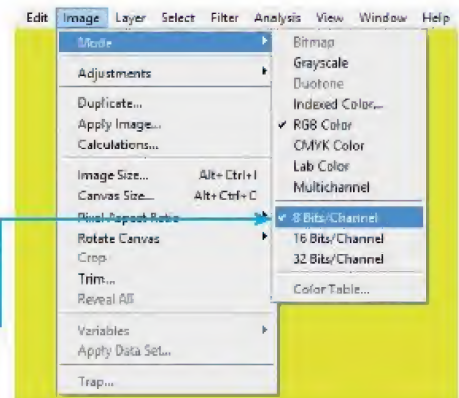 Edit Image Layer Select Filter Analysis View Window Help
Mode
Adjustments
Duplicate...
Apply Image...
Calculations...
Image Size... Alt+Ctrl+I
Canvas Size... Alt+Ctrl+C
Pixel Aspect Ratio
Rotate Canvas
Crop
Trim...
Reveal All
Variables
Apply Data Set...
Trap...
Bitmap
Grayscale
Duotone
Indexed Color...
✓ RGB Color
CMYK Color
Lab Color
Multichannel
✓ 8 Bits/Channel
16 Bits/Channel
32 Bits/Channel
Color Table...